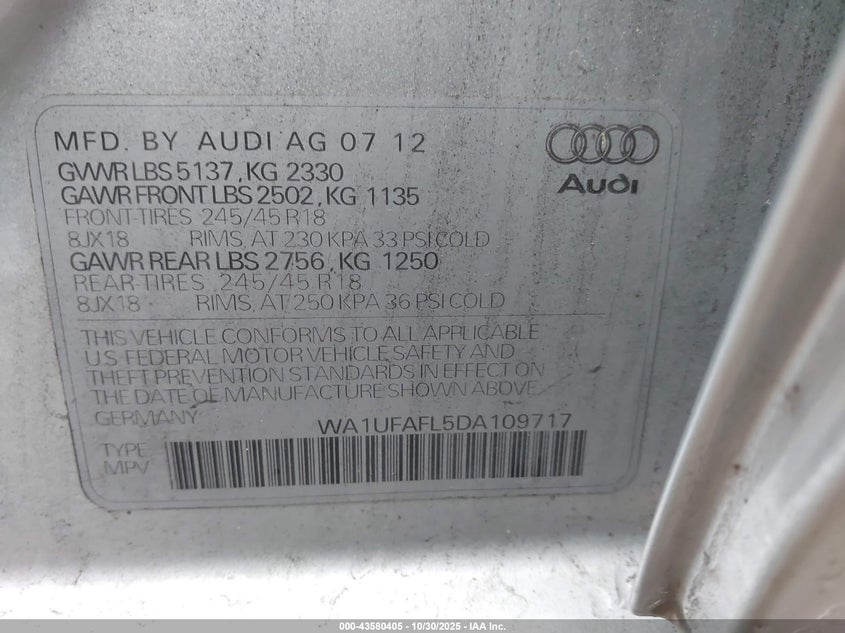 MFD. BY AUDI AG 07 12
GVWR LBS 5137, KG 2330
GAWR FRONT LBS 2502, KG 1135
FRONT-TIRES 245/45 R18
8JX18 RIMS, AT 230 KPA 33 PSI COLD
GAWR REAR LBS 2756, KG 1250
REAR-TIRES 245/45 R18
8JX18 RIMS, AT 250 KPA 36 PSI COLD
Audi
THIS VEHICLE CONFORMS TO ALL APPLICABLE
U.S. FEDERAL MOTOR VEHICLE SAFETY AND
THEFT PREVENTION STANDARDS IN EFFECT ON
THE DATE OF MANUFACTURE SHOWN ABOVE.
GERMANY WA1UFAFL5DA109717
TYPE
MPV
000-43580405 - 10/30/2025 - IAA Inc.